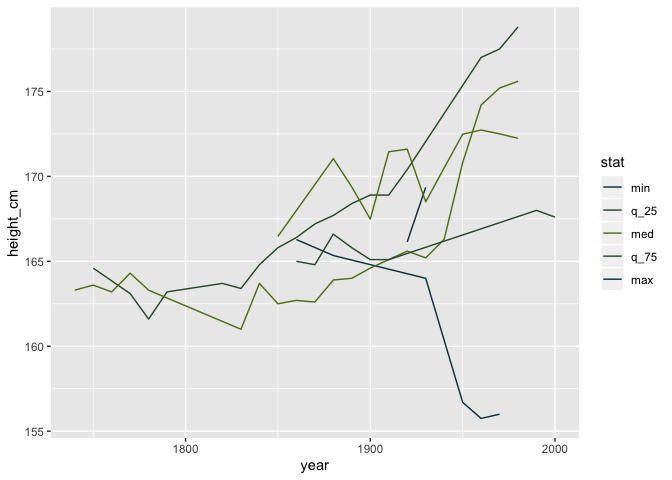 175
170
165
160
155
height_cm
1800
1900
2000
year
stat
min
q_25
med
q_75
max